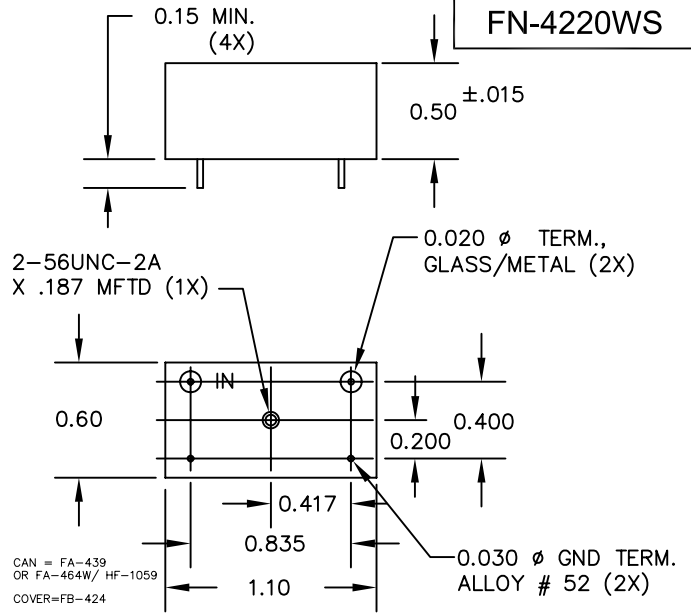 0.15 MIN.
(4X)
FN-4220WS
0.50 ±.015
2-56UNC-2A
X .187 MFTD (1X)
0.020 ø TERM.,
GLASS/METAL (2X)
IN
0.60
0.200
0.400
0.417
0.835
1.10
0.030 ø GND TERM.
ALLOY # 52 (2X)
CAN = FA-439
OR FA-464W/ HF-1059
COVER=FB-424